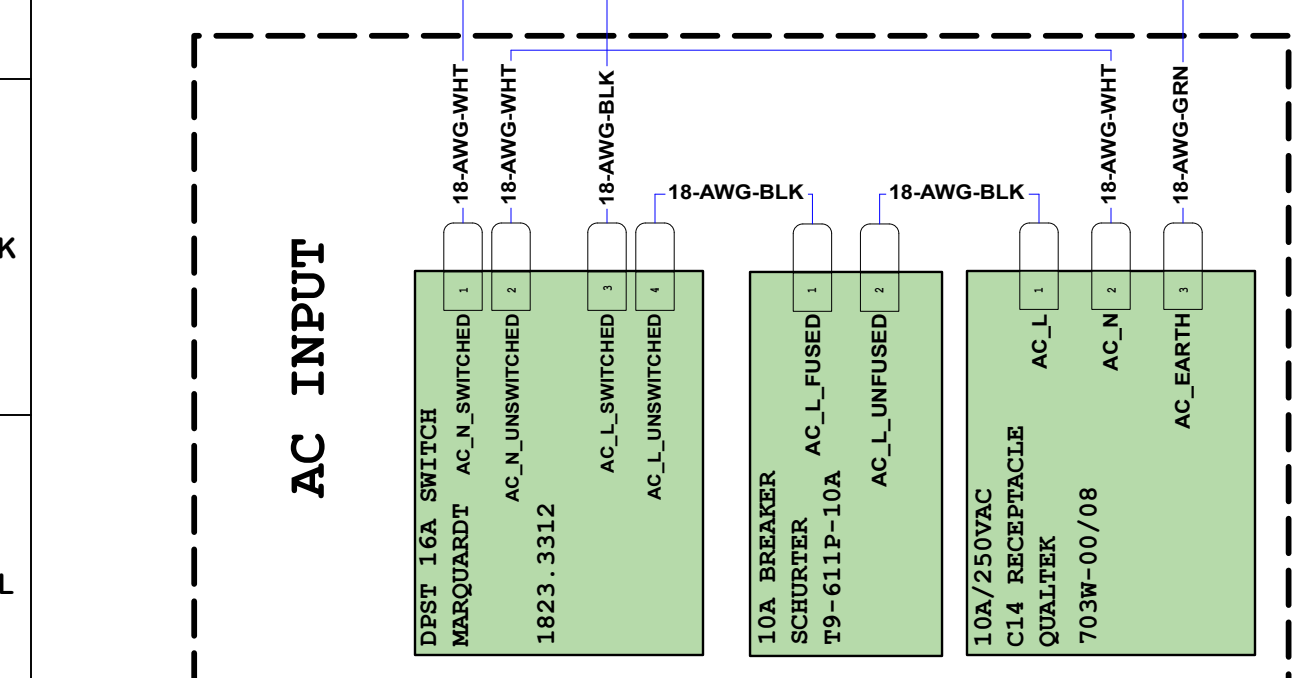 K
L
AC INPUT
18-AWG-WHT
18-AWG-WHT
18-AWG-BLK
18-AWG-BLK
18-AWG-BLK
18-AWG-WHT
18-AWG-GRN
1
2
3
4
AC_N_SWITCHED
AC_N_UNSWITCHED
AC_L_SWITCHED
AC_L_UNSWITCHED
DPST 16A SWITCH
MARQUARDT
1823.3312
1
2
AC_L_FUSED
AC_L_UNFUSED
10A BREAKER
SCHURTER
T9-611P-10A
1
2
3
AC_L
AC_N
AC_EARTH
10A/250VAC
C14 RECEPTACLE
QUALTEK
703W-00/08